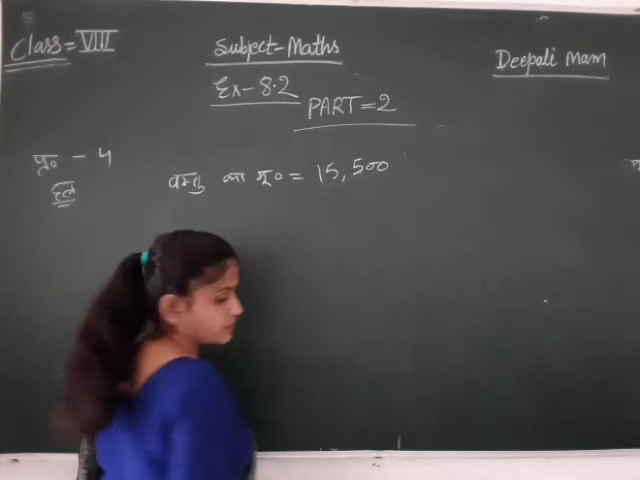 Class = VIII
Subject-Maths
Deepali Mam
Ex-8.2
PART=2
प्र० - 4
हल
वस्तु का मू० = 15,500